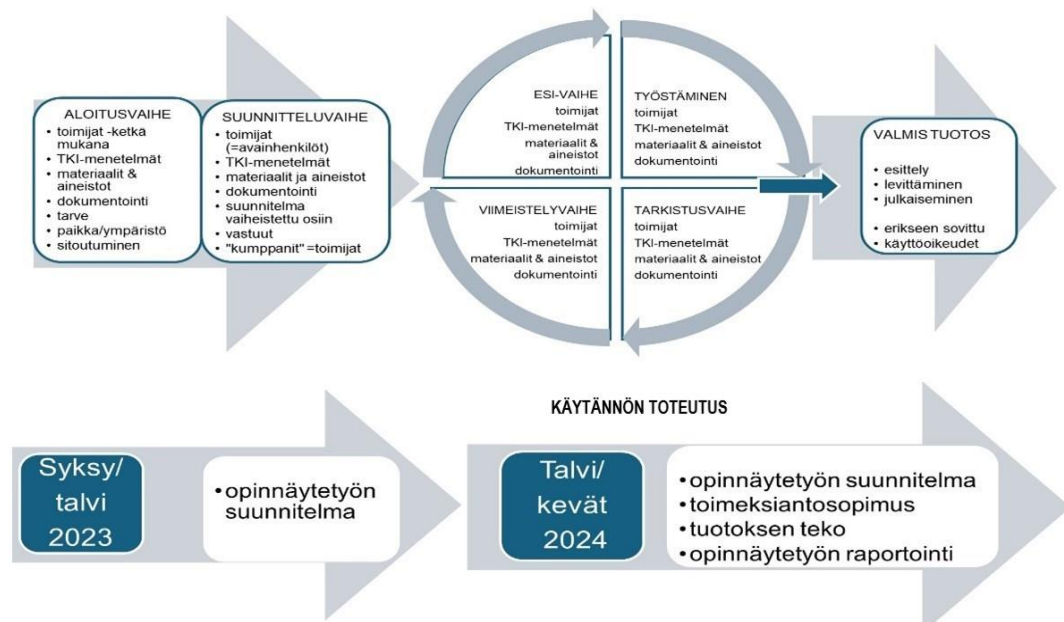 ALOITUSVAIHE
• toimijat -ketkä
mukana
• TKI-menetelmät
• materiaalit &
aineistot
• dokumentointi
• tarve
• paikka/ympäristö
• sitoutuminen
SUUNNITTELUVAIHE
• toimijat
(=avainhenkilöt)
• TKI-menetelmät
• materiaalit ja aineistot
• dokumentointi
• suunnitelma
vaiheistettu osiin
• vastuut
• "kumppanit"=toimijat
ESI-VAIHE
toimijat
TKI-menetelmät
materiaalit &
aineistot
dokumentointi
TYÖSTÄMINEN
toimijat
TKI-menetelmät
materiaalit & aineistot
dokumentointi
VIIMEISTELYVAIHE
toimijat
TKI-menetelmät
materiaalit & aineistot
dokumentointi
TARKISTUSVAIHE
toimijat
TKI-menetelmät
materiaalit & aineistot
dokumentointi
VALMIS TUOTOS
• esittely
• levittäminen
• julkaiseminen
• erikseen sovittu
• käyttöoikeudet
KÄYTÄNNÖN TOTEUTUS
Syksy/
talvi
2023
• opinnäytetyön
suunnitelma
Talvi/
kevät
2024
• opinnäytetyön suunnitelma
• toimeksiantosopimus
• tuotoksen teko
• opinnäytetyön raportointi